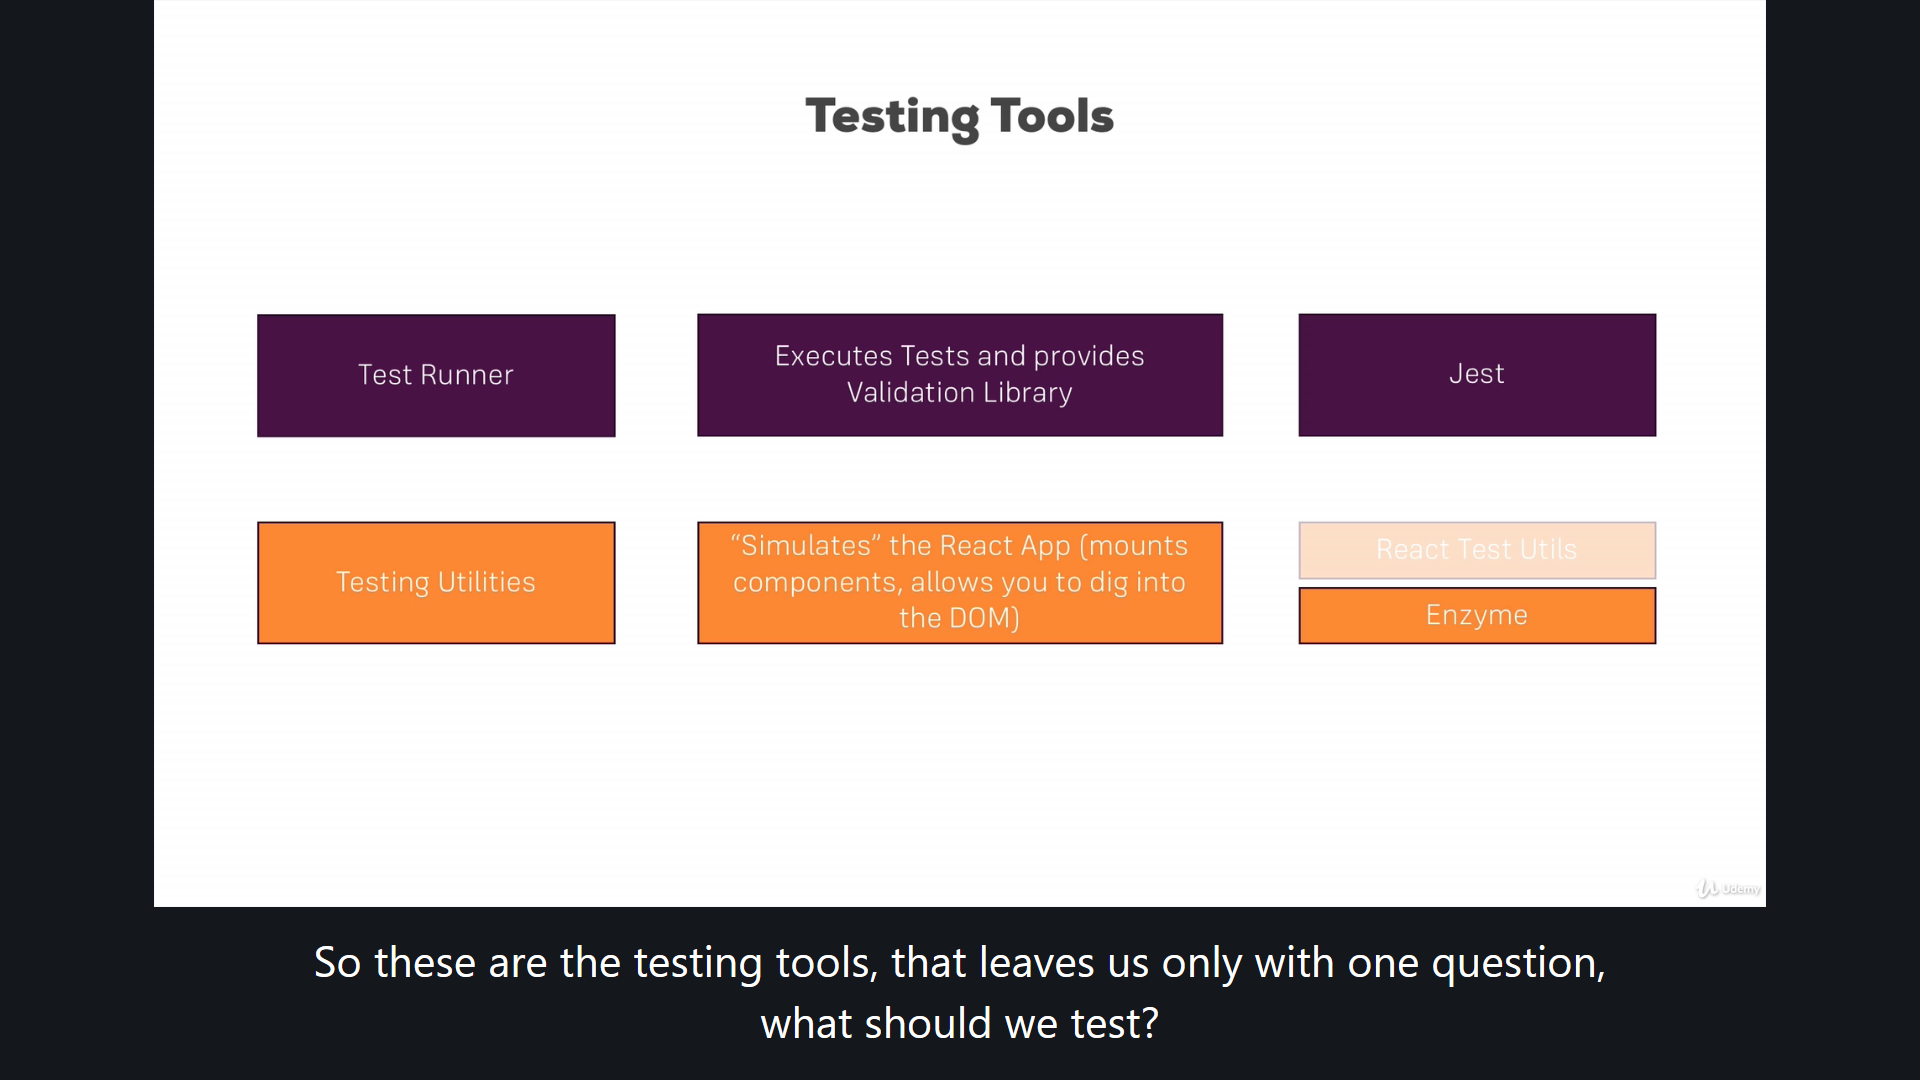 Testing Tools
Test Runner
Executes Tests and provides
Validation Library
Jest
Testing Utilities
“Simulates” the React App (mounts
components, allows you to dig into
the DOM)
React Test Utils
Enzyme
Udemy
So these are the testing tools, that leaves us only with one question,
what should we test?